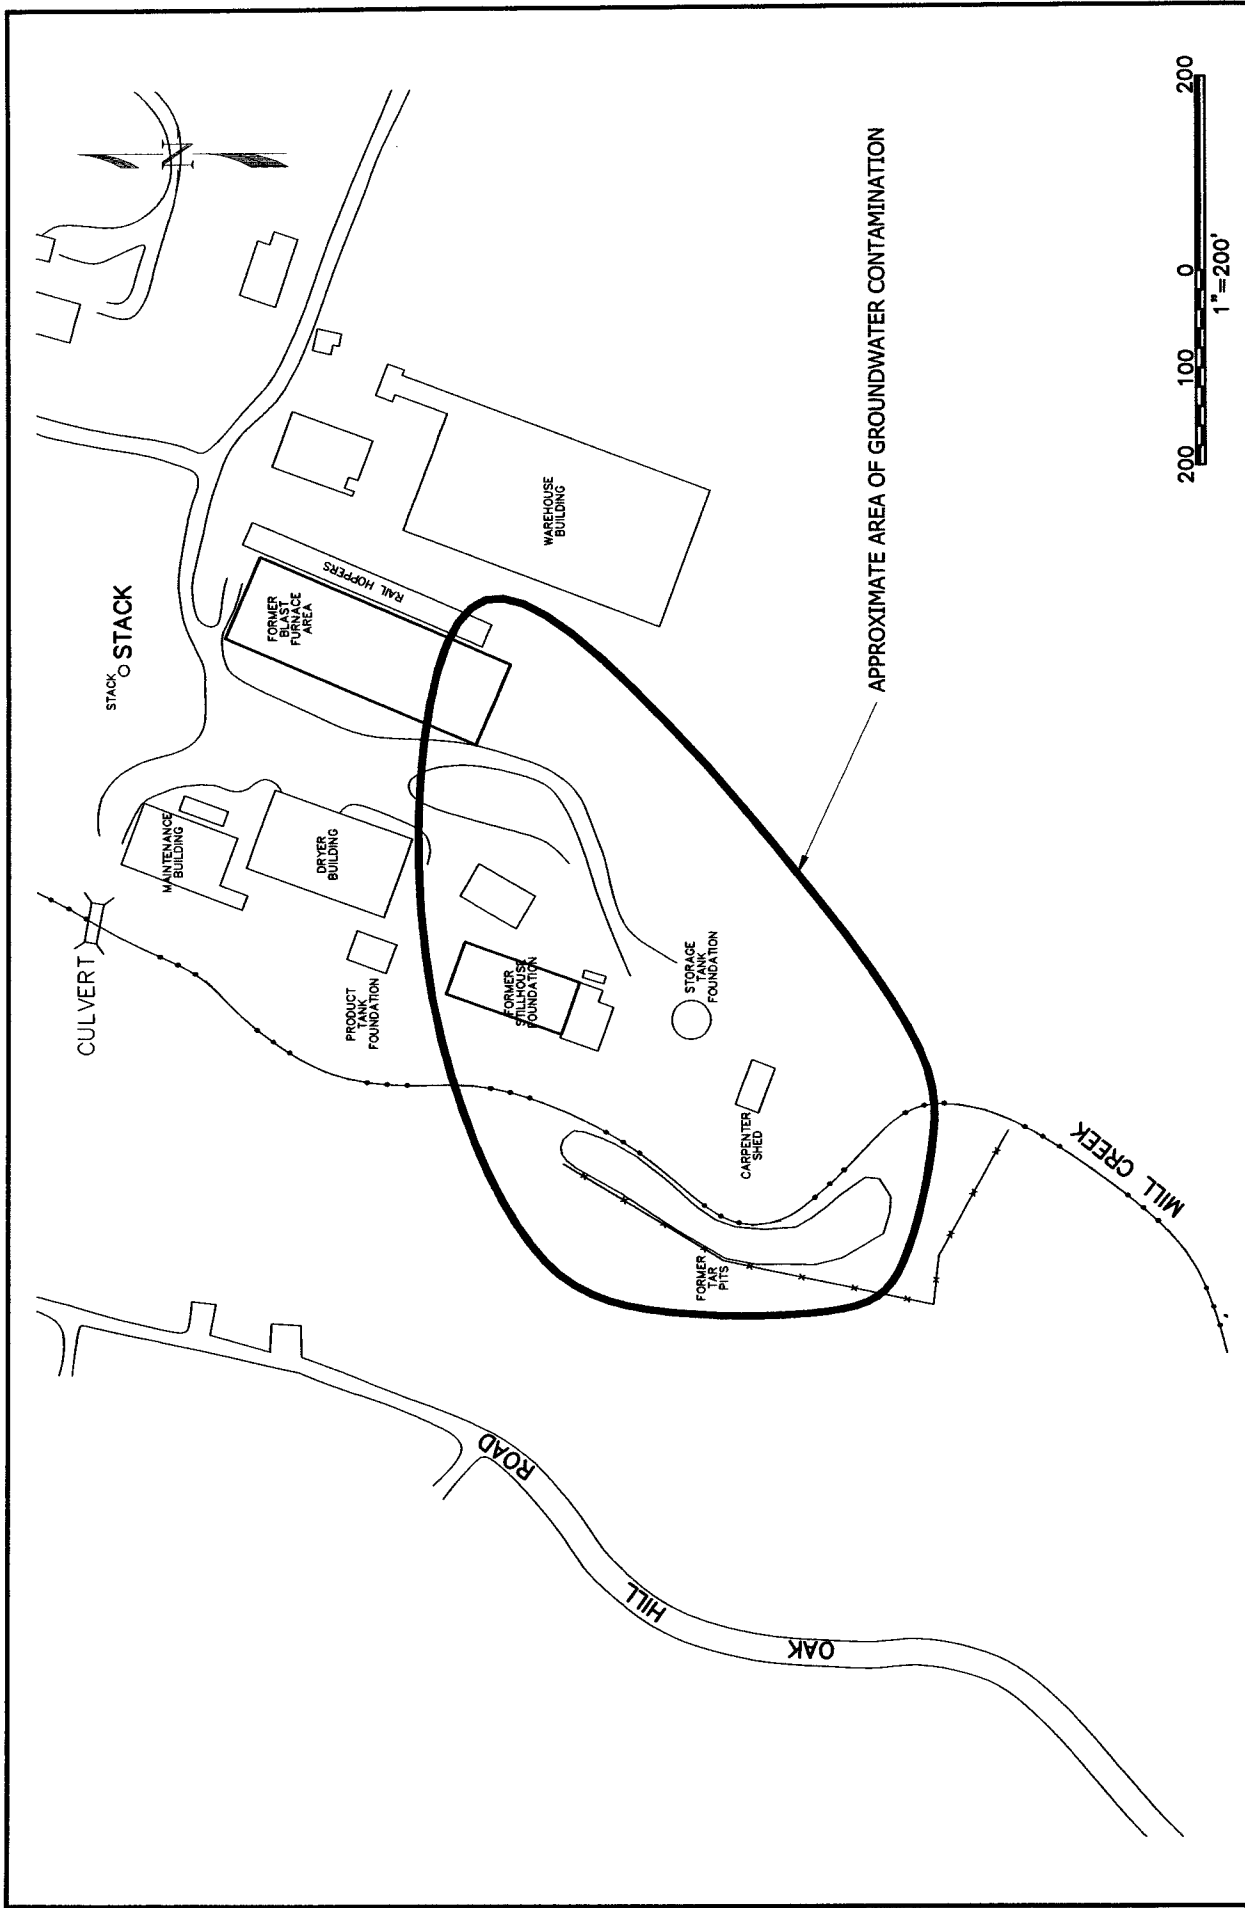 CULVERT
STACK
STACK
MAINTENANCE
BUILDING
DRYER
BUILDING
PRODUCT
TANK
FOUNDATION
FORMER
BLAST
FURNACE
AREA
RAIL HOPPERS
WAREHOUSE
BUILDING
FORMER
STILLHOUSE
FOUNDATION
STORAGE
TANK
FOUNDATION
CARPENTER
SHED
FORMER
TAR
PITS
MILL CREEK
OAK
HILL
ROAD
APPROXIMATE AREA OF GROUNDWATER CONTAMINATION
N
200 100 0 200
1"=200'